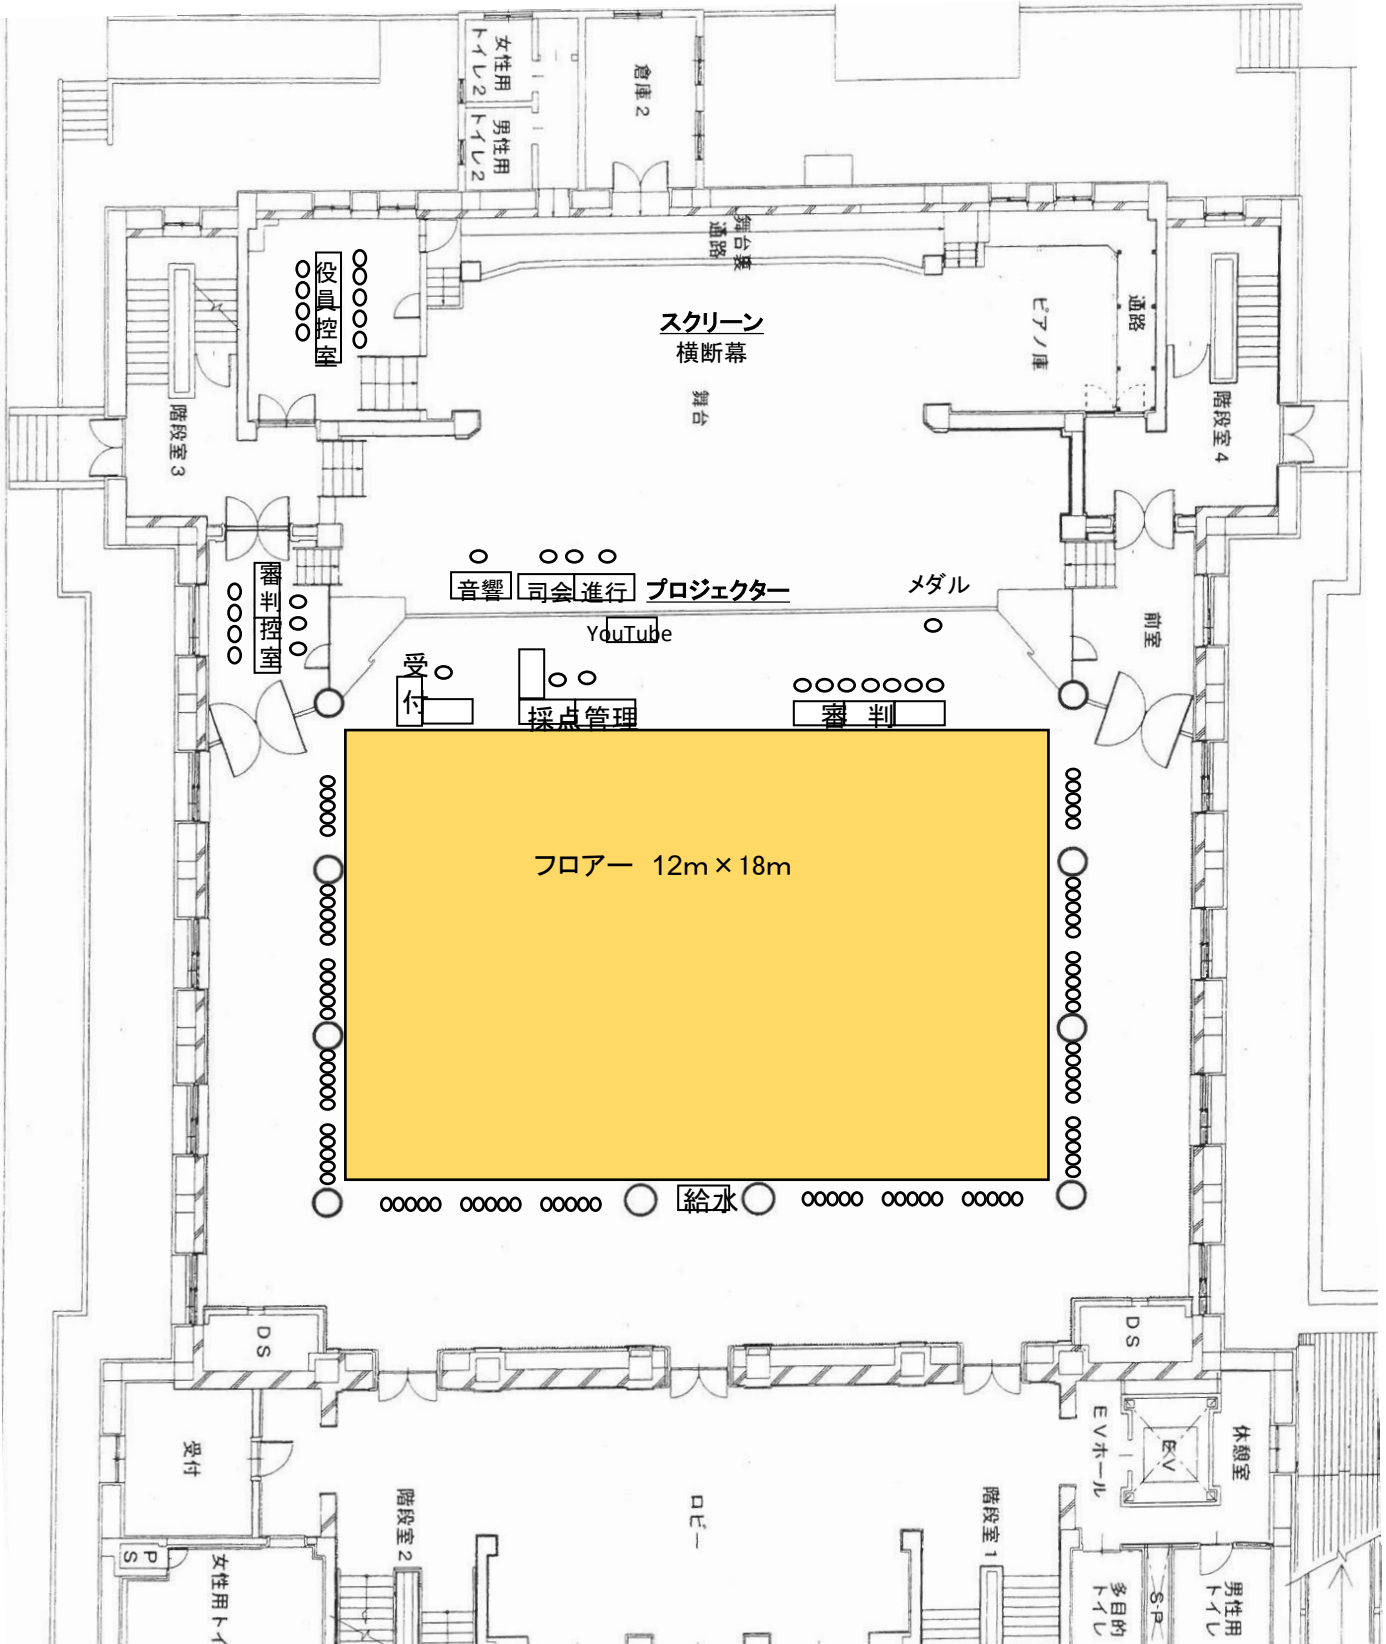 女性用
トイレ2
男性用
トイレ2
倉庫2
舞台裏
通路
役員控室
スクリーン
横断幕
舞台
ピアノ庫
通路
階段室3
階段室4
審判控室
音響
司会
進行
プロジェクター
メダル
YouTube
前室
受付
採点管理
審 判
フロアー 12m×18m
給水
DS
DS
受付
階段室2
ロビー
階段室1
EVホール
EV
休憩室
PS
女性用トイ
多目的
トイレ
S-P
男性用
トイレ